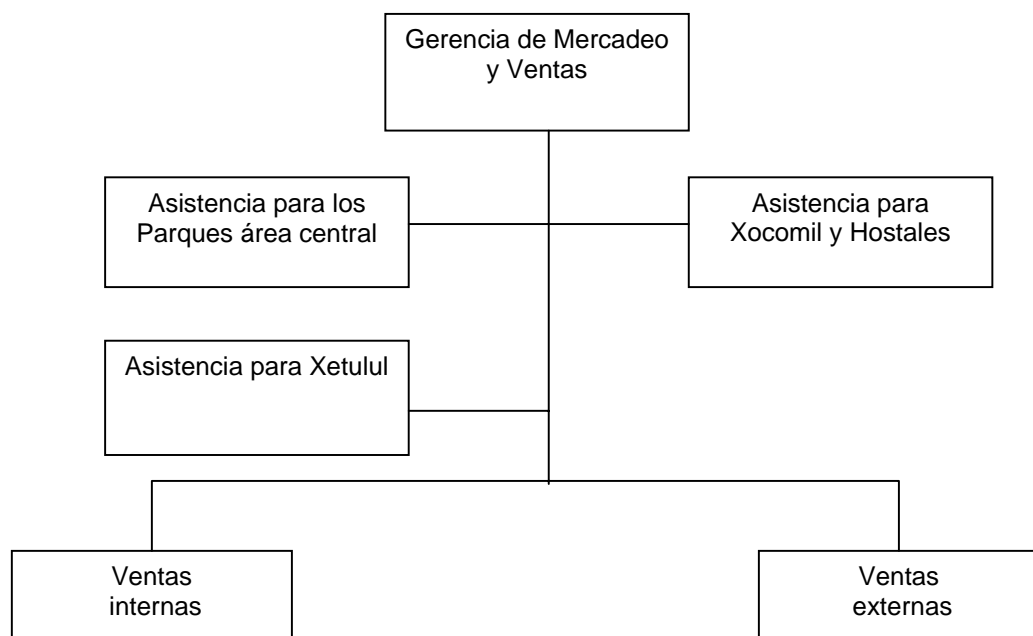 Gerencia de Mercadeo
y Ventas
Asistencia para los
Parques área central
Asistencia para
Xocomil y Hostales
Asistencia para Xetulul
Ventas
internas
Ventas
externas